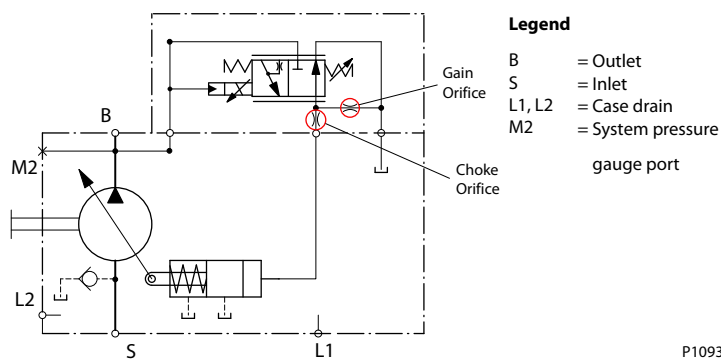 Legend
B = Outlet
S = Inlet
L1, L2 = Case drain
M2 = System pressure
gauge port
Gain
Orifice
B
M2
Choke
Orifice
L2
S
L1
P1093